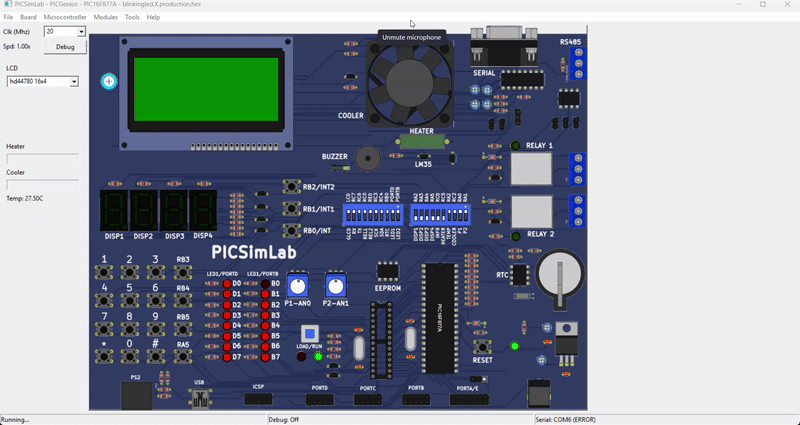 PICSimLab - PICGenios - PIC16F877A - blinkingled.X.production.hex
File Board Microcontroller Modules Tools Help
Clk (Mhz) 20
Spd: 1.00x Debug
LCD
hd44780 16x4
Heater
Cooler
Temp: 27.50C
Unmute microphone
COOLER
SERIAL
RS485
HEATER
LM35
BUZZER
RELAY 1
RELAY 2
RB2/INT2
RB1/INT1
RB0/INT
DISP1 DISP2 DISP3 DISP4
PICSimLab
1 2 3 RB3
4 5 6 RB4
7 8 9 RB5
* 0 # RA5
LED1/PORTD LED1/PORTB
D0 B0
D1 B1
D2 B2
D3 B3
D4 B4
D5 B5
D6 B6
D7 B7
P1-AN0 P2-AN1
EEPROM
PIC16F877A
RTC
LOAD/RUN
RESET
PS2
USB
ICSP
PORTD
PORTC
PORTB
PORTA/E
Running...
Debug: Off
Serial: COM6 (ERROR)